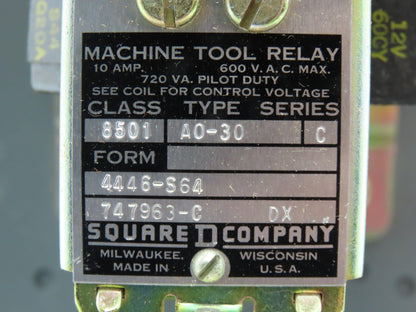 MACHINE TOOL RELAY
10 AMP. 600 V. A.C. MAX.
720 VA. PILOT DUTY
SEE COIL FOR CONTROL VOLTAGE
CLASS TYPE SERIES
8501 AO-30 C
FORM
4446-S64
747963-C DX
SQUARE D COMPANY
MILWAUKEE, WISCONSIN
MADE IN U.S.A.
12V
60CY